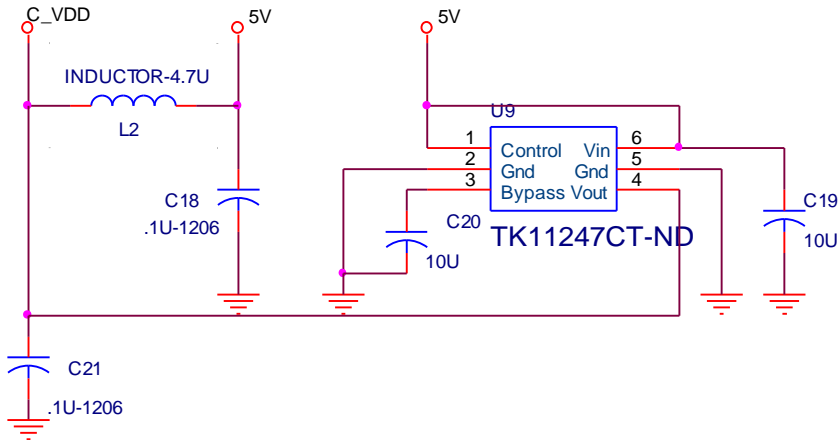 C_VDD
5V
5V
INDUCTOR-4.7U
L2
U9
1
Control
Vin
6
2
Gnd
Gnd
5
3
Bypass
Vout
4
C18
.1U-1206
C20
10U
TK11247CT-ND
C19
10U
C21
.1U-1206